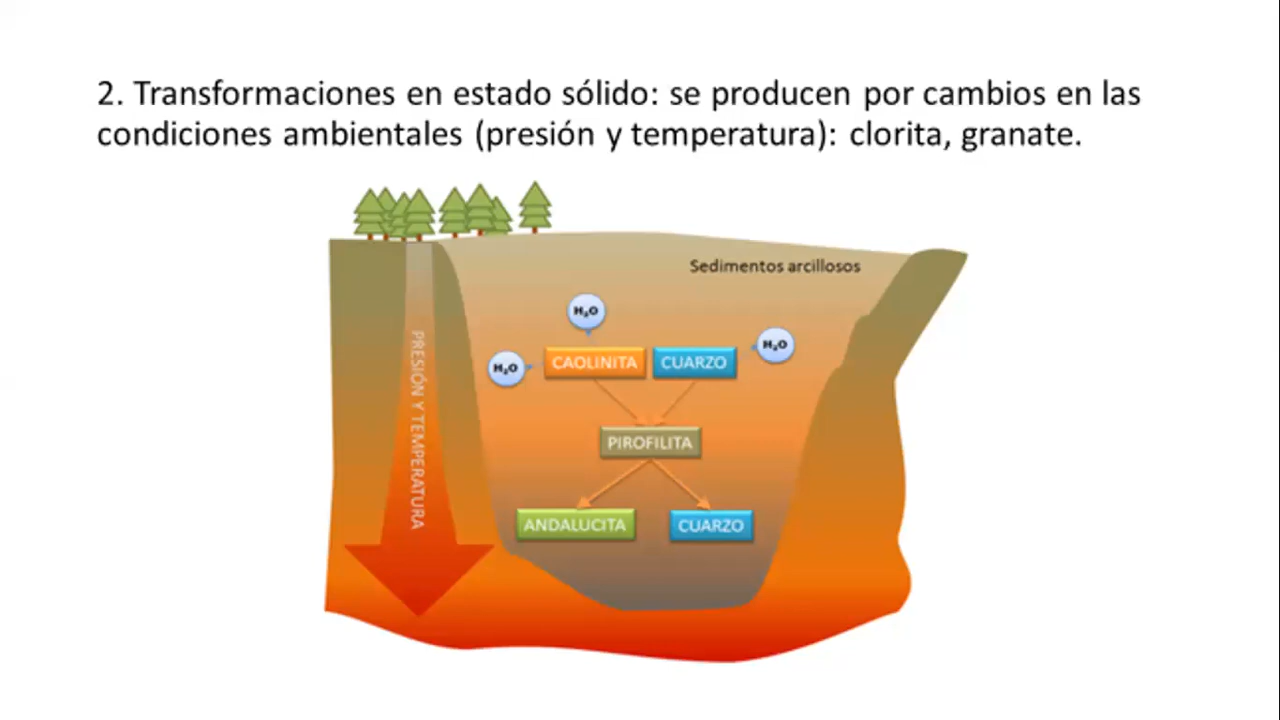 2. Transformaciones en estado sólido: se producen por cambios en las
condiciones ambientales (presión y temperatura): clorita, granate.
Sedimentos arcillosos
PRESIÓN Y TEMPERATURA
H₂O
H₂O
H₂O
CAOLINITA
CUARZO
PIROFILITA
ANDALUCITA
CUARZO